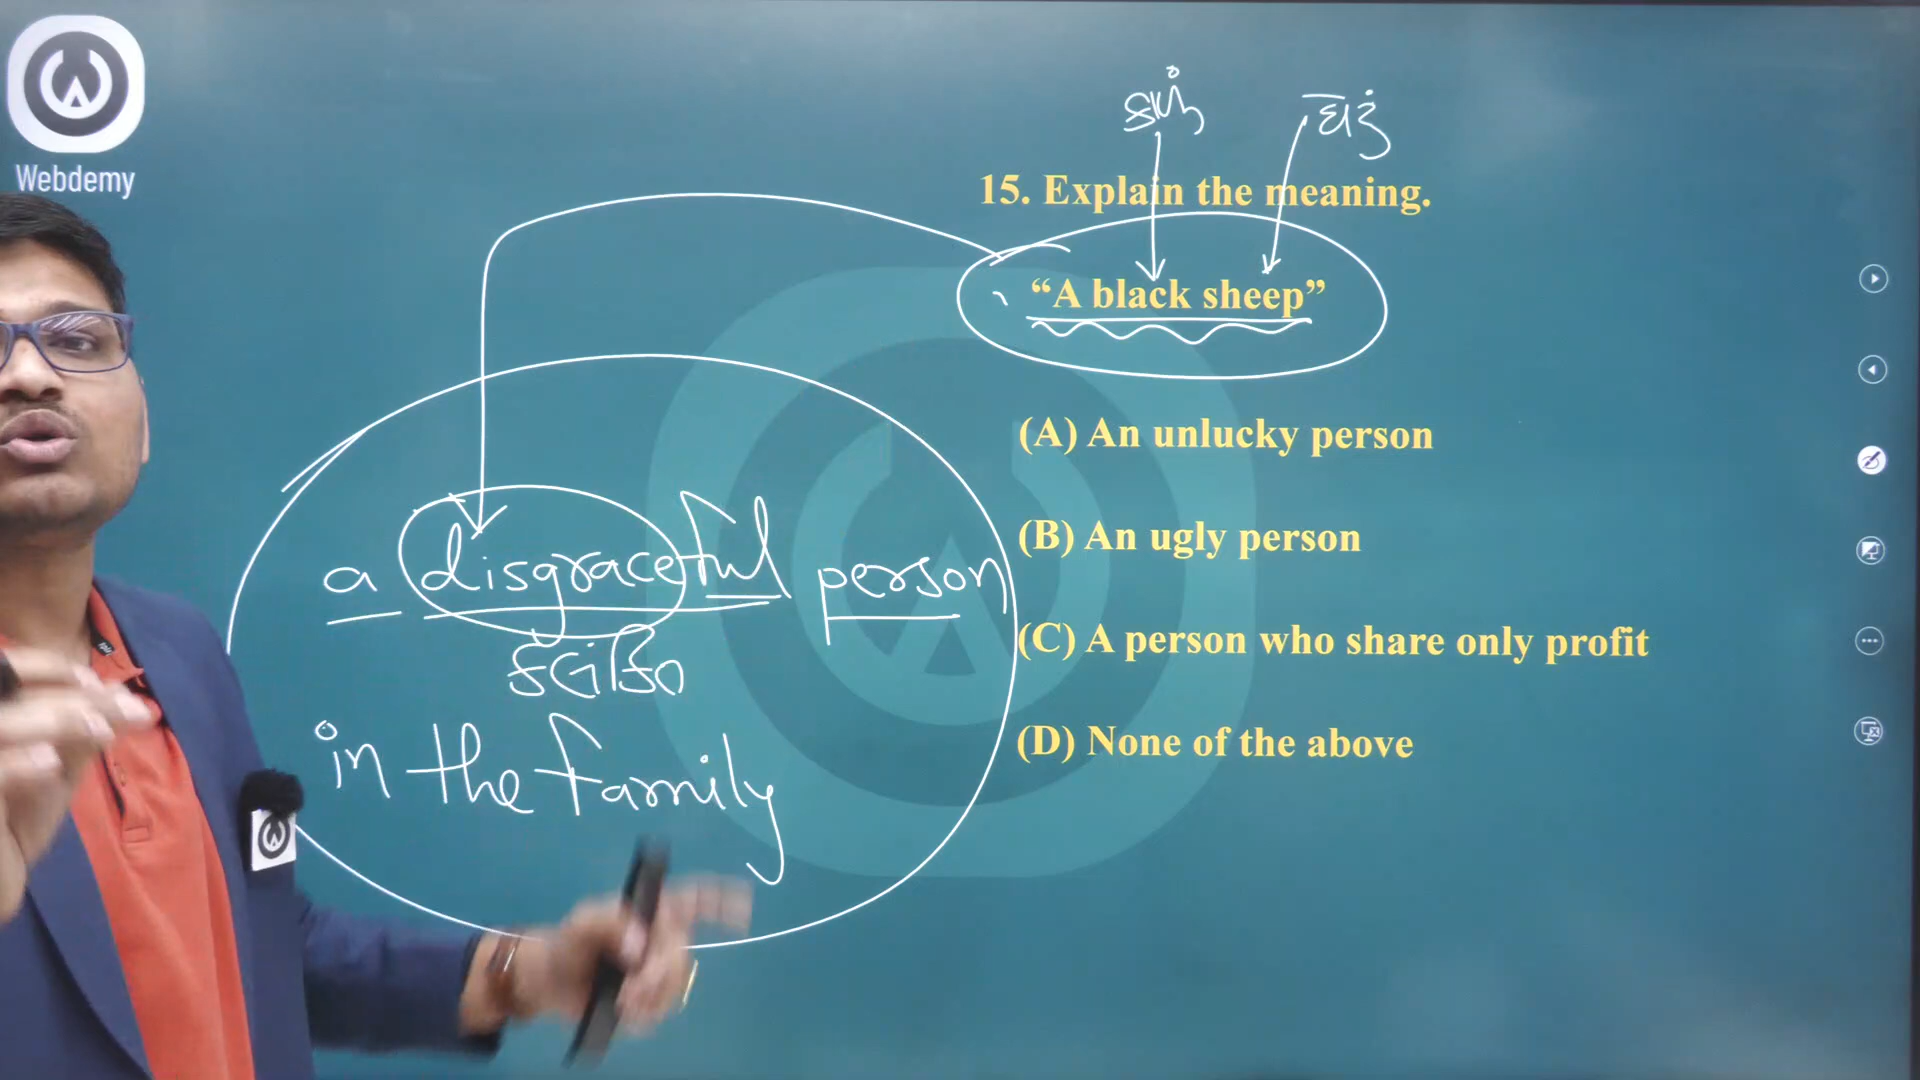 Webdemy
કાળું
ઘેટું
15. Explain the meaning.
“A black sheep”
(A) An unlucky person
(B) An ugly person
(C) A person who share only profit
(D) None of the above
a disgraceful person
કલંકિત
in the family